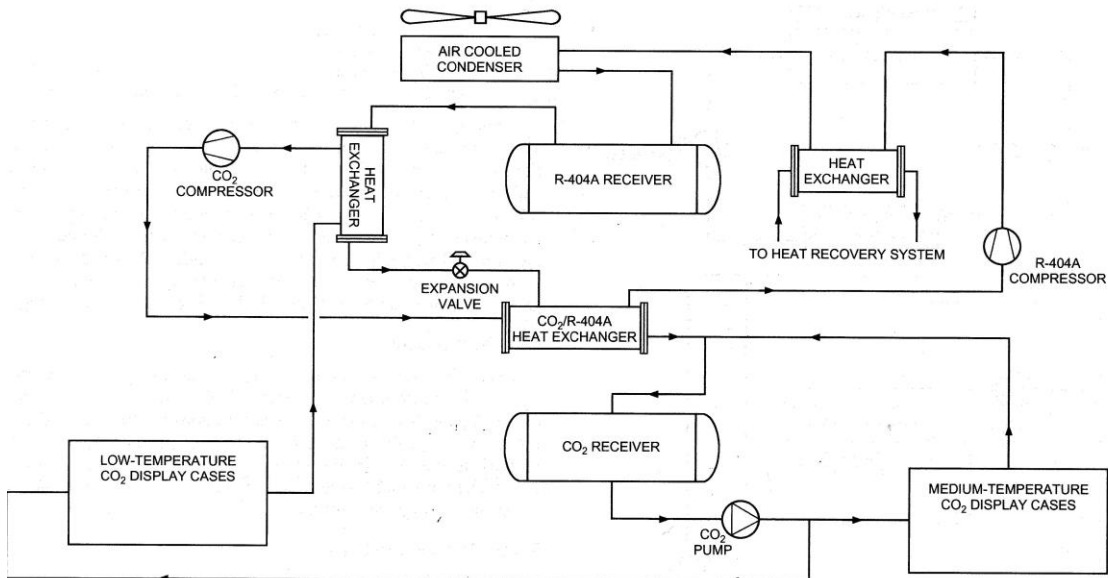 AIR COOLED
CONDENSER
CO₂
COMPRESSOR
HEAT
EXCHANGER
R-404A RECEIVER
HEAT
EXCHANGER
TO HEAT RECOVERY SYSTEM
R-404A
COMPRESSOR
EXPANSION
VALVE
CO₂/R-404A
HEAT EXCHANGER
LOW-TEMPERATURE
CO₂ DISPLAY CASES
CO₂ RECEIVER
MEDIUM-TEMPERATURE
CO₂ DISPLAY CASES
CO₂
PUMP